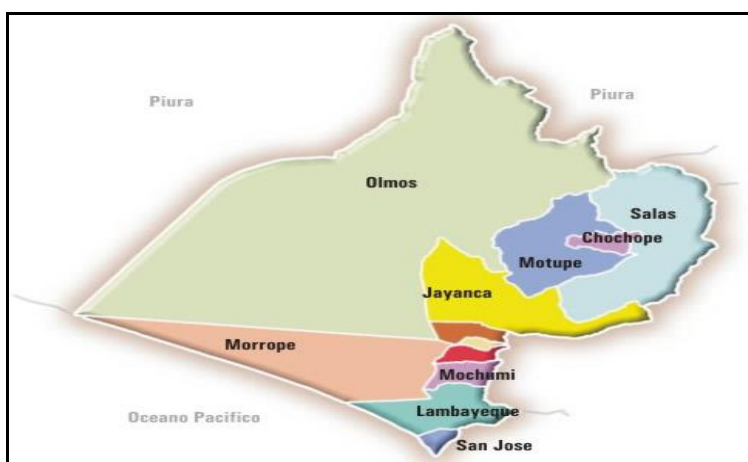 Piura
Piura
Olmos
Salas
Chochope
Motupe
Jayanca
Morrope
Mochumi
Lambayeque
Oceano Pacifico
San Jose